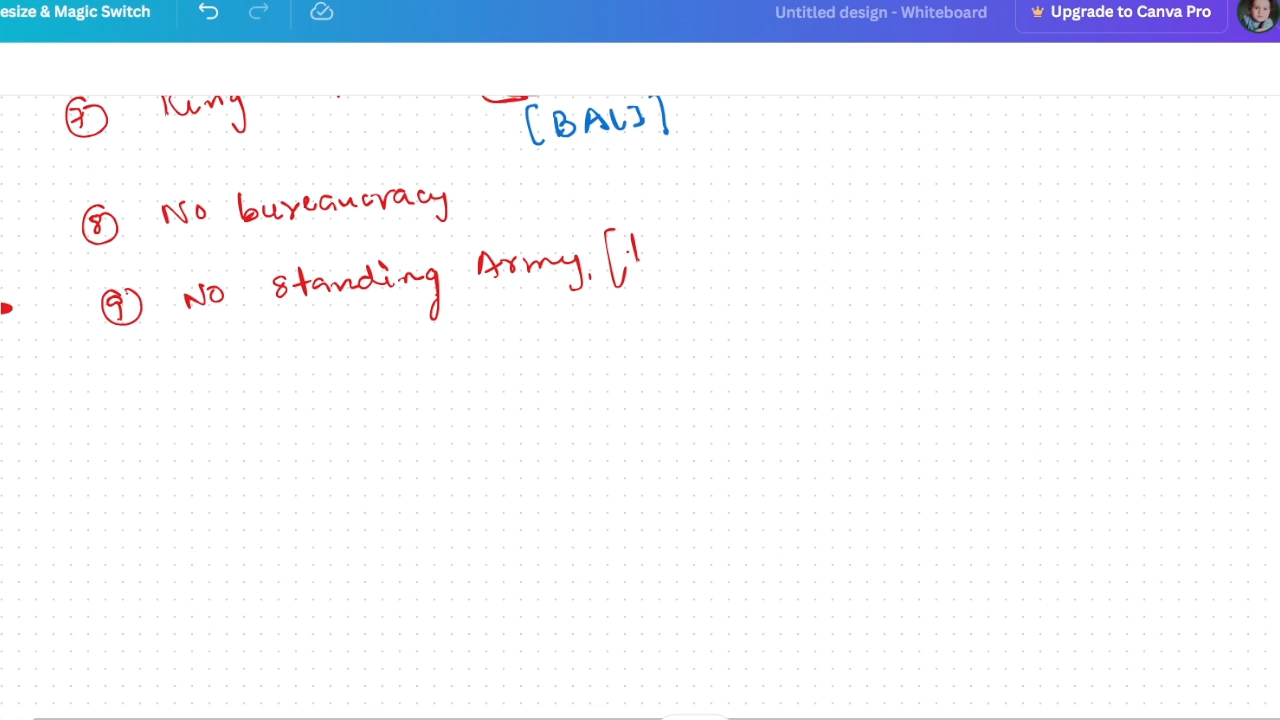 esize & Magic Switch
Untitled design - Whiteboard
Upgrade to Canva Pro
7 King
[BALI]
8 No bureaucracy
9 No Standing Army. [